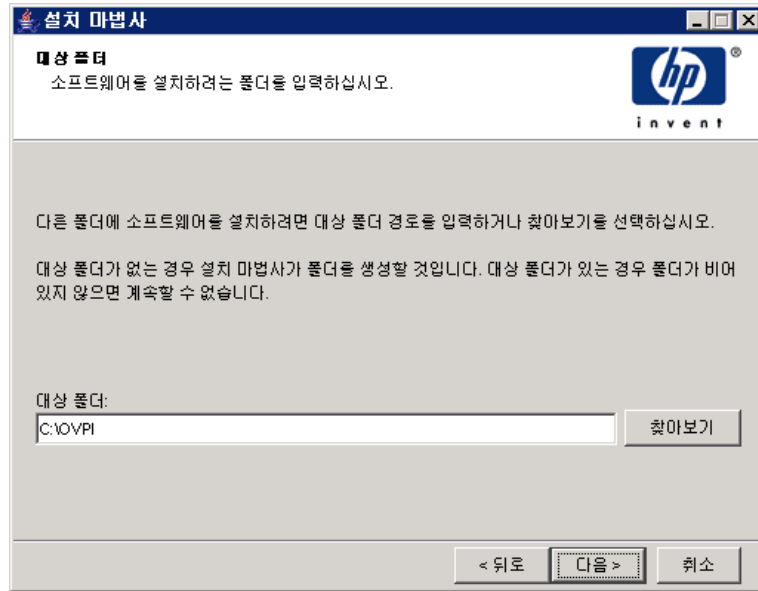 설치 마법사
대상 폴더
소프트웨어를 설치하려는 폴더를 입력하십시오.
hp
®
invent
다른 폴더에 소프트웨어를 설치하려면 대상 폴더 경로를 입력하거나 찾아보기를 선택하십시오.
대상 폴더가 없는 경우 설치 마법사가 폴더를 생성할 것입니다. 대상 폴더가 있는 경우 폴더가 비어
있지 않으면 계속할 수 없습니다.
대상 폴더:
C:\OVPI
찾아보기
< 뒤로
다음 >
취소